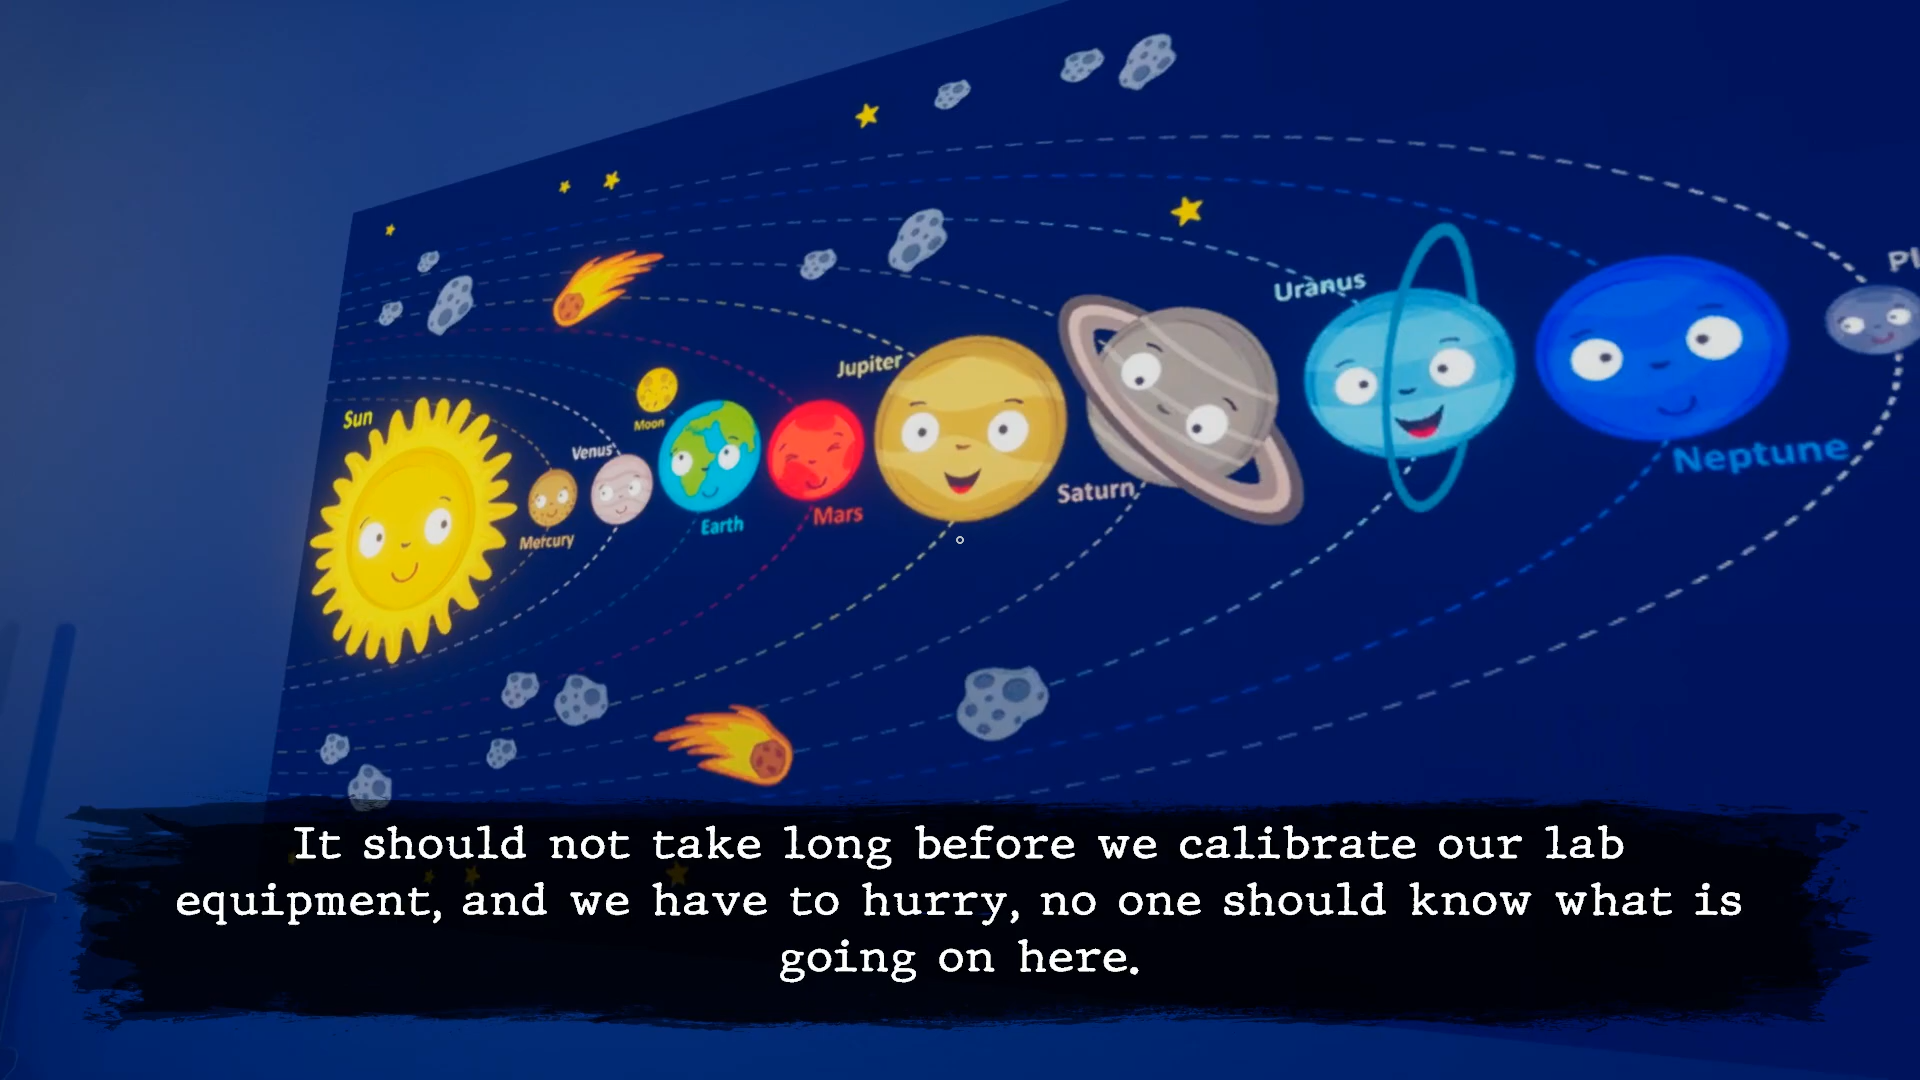 Pl
Uranus
Jupiter
Sun
Moon
Venus
Neptune
Saturn
Mars
Earth
Mercury
It should not take long before we calibrate our lab
equipment, and we have to hurry, no one should know what is
going on here.